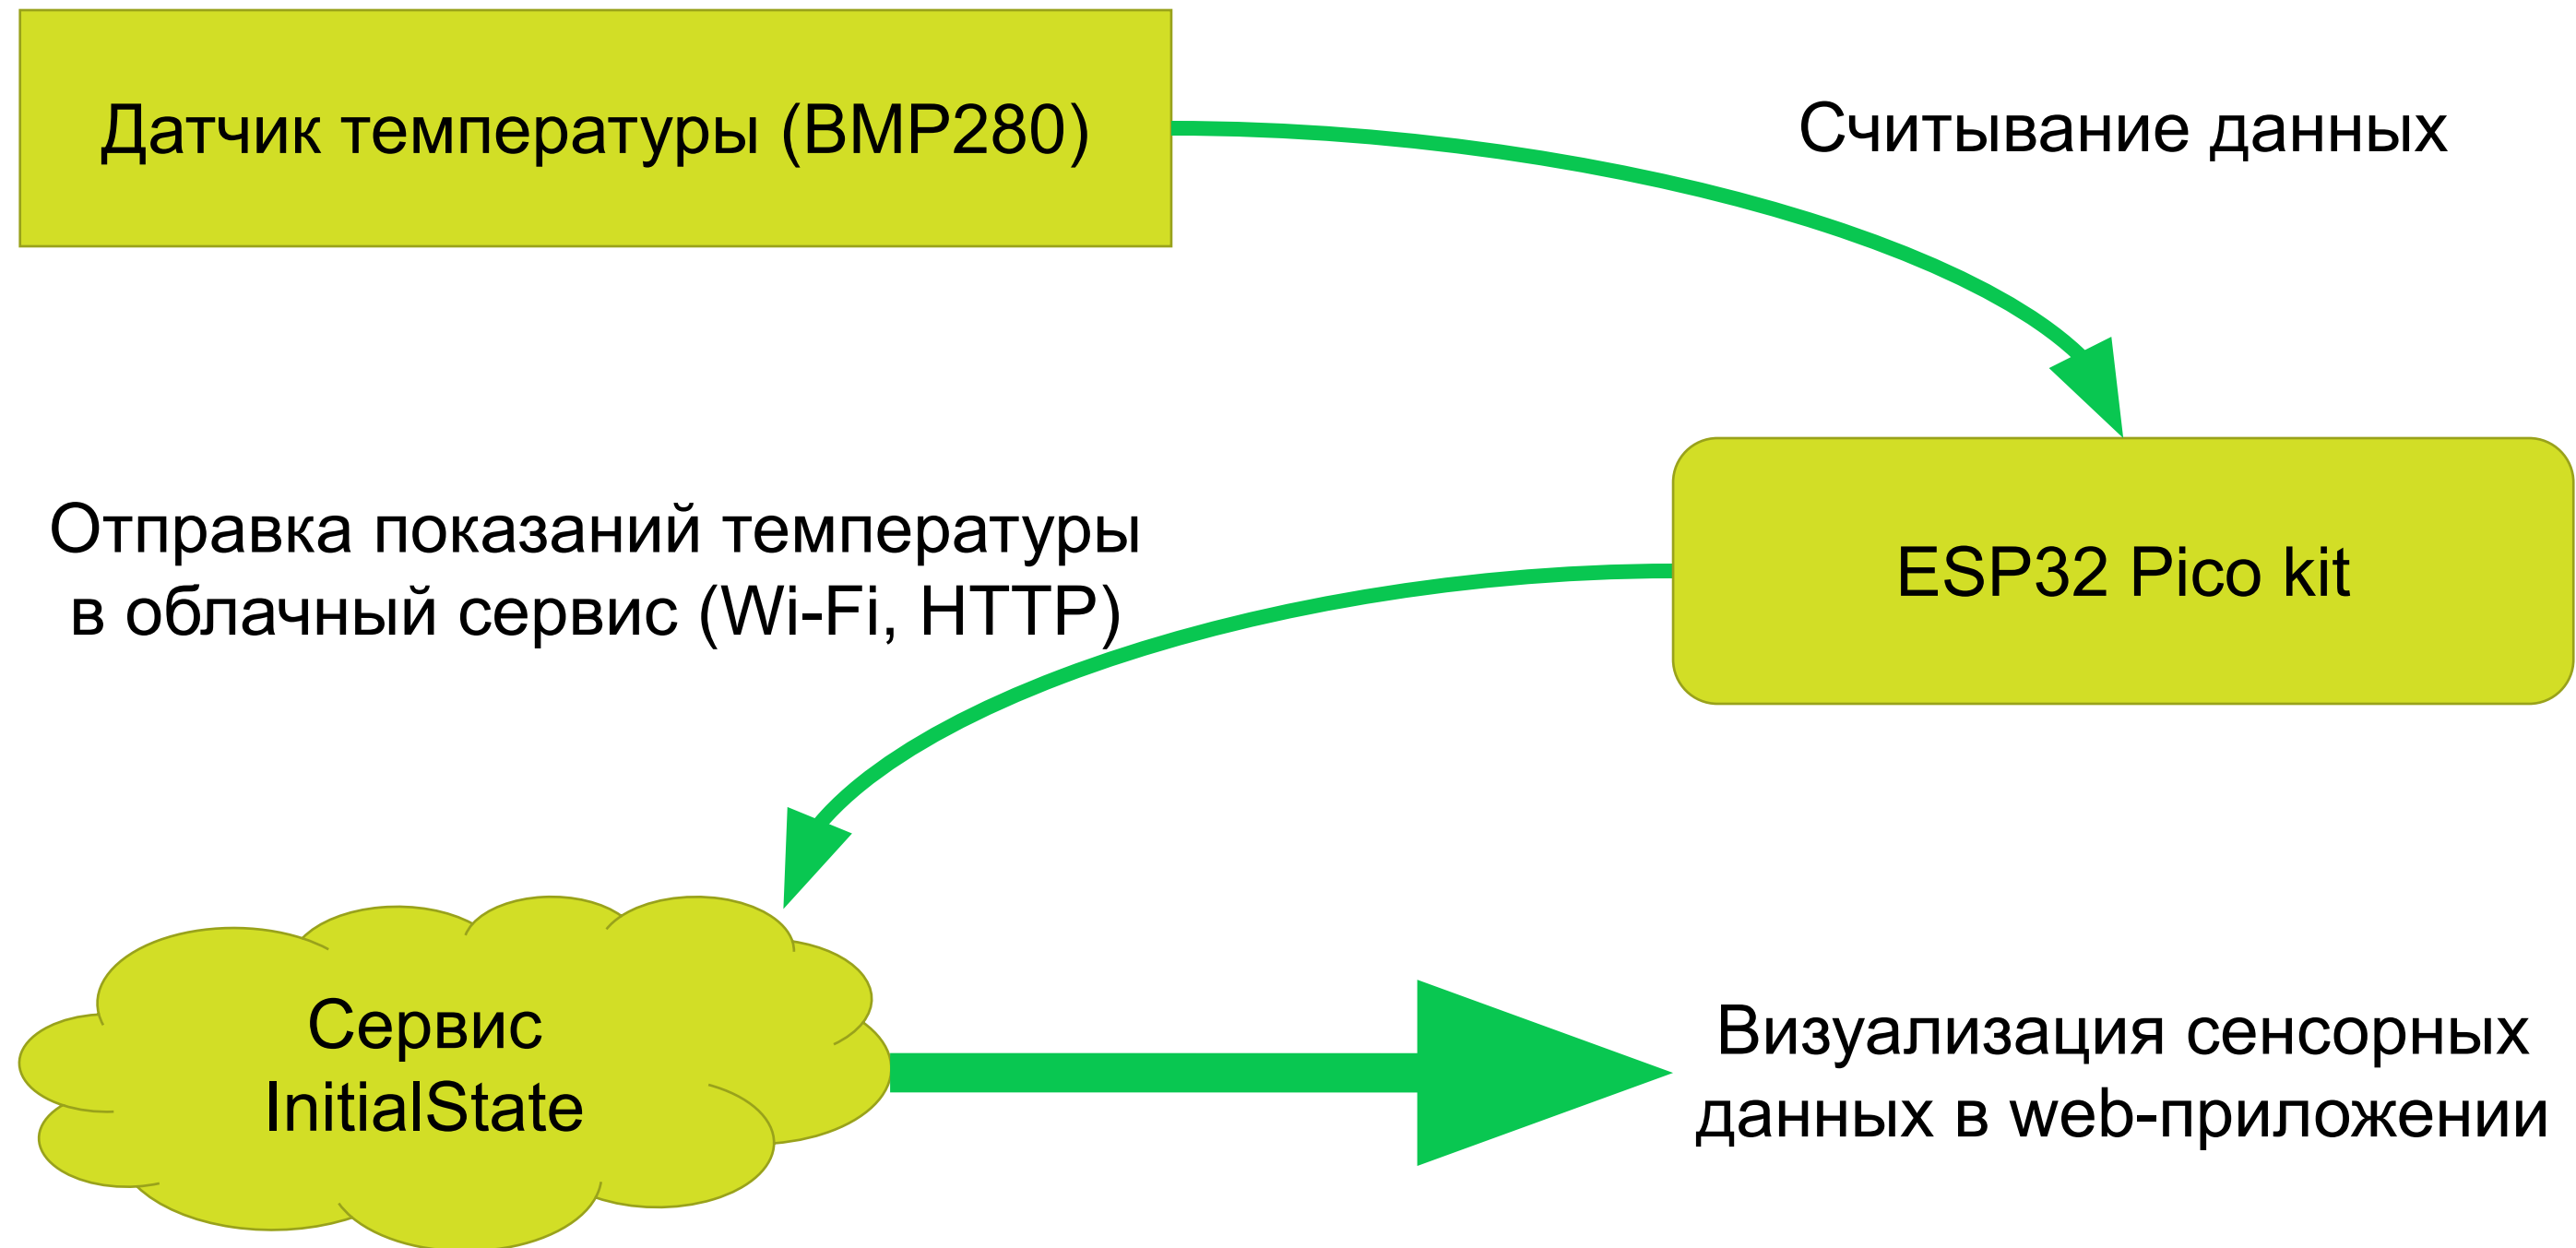 Датчик температуры (BMP280)
Считывание данных
Отправка показаний температуры
в облачный сервис (Wi-Fi, HTTP)
ESP32 Pico kit
Сервис
InitialState
Визуализация сенсорных
данных в web-приложении